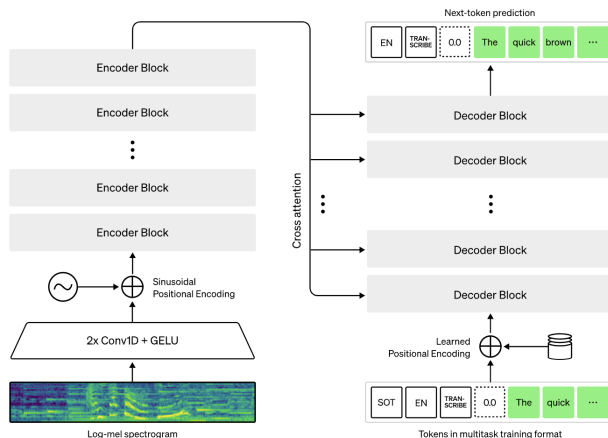 Next-token prediction
EN
TRAN-
SCRIBE
0.0
The
quick
brown
...
Encoder Block
Encoder Block
Encoder Block
Encoder Block
Sinusoidal
Positional Encoding
2x Conv1D + GELU
Log-mel spectrogram
Cross attention
Decoder Block
Decoder Block
Decoder Block
Decoder Block
Learned
Positional Encoding
SOT
EN
TRAN-
SCRIBE
0.0
The
quick
...
Tokens in multitask training format